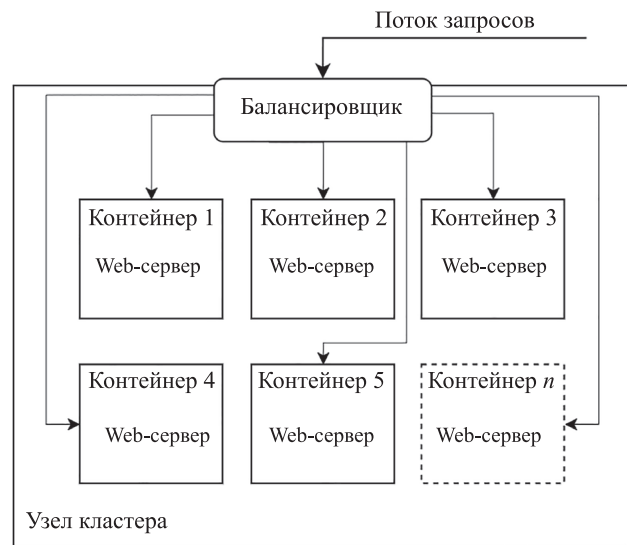 Поток запросов
Балансировщик
Контейнер 1
Web-сервер
Контейнер 2
Web-сервер
Контейнер 3
Web-сервер
Контейнер 4
Web-сервер
Контейнер 5
Web-сервер
Контейнер n
Web-сервер
Узел кластера